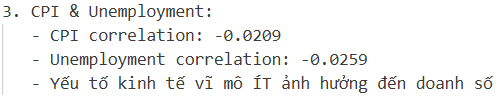 3. CPI & Unemployment:
- CPI correlation: -0.0209
- Unemployment correlation: -0.0259
- Yếu tố kinh tế vĩ mô ÍT ảnh hưởng đến doanh số